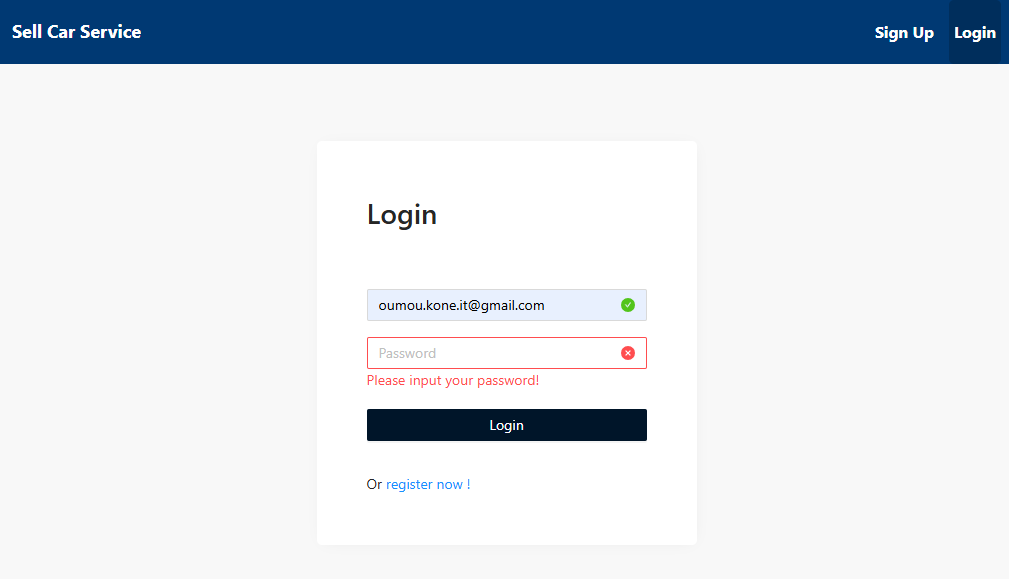 Sell Car Service
Sign Up
Login
Login
oumou.kone.it@gmail.com
Password
Please input your password!
Login
Or register now !